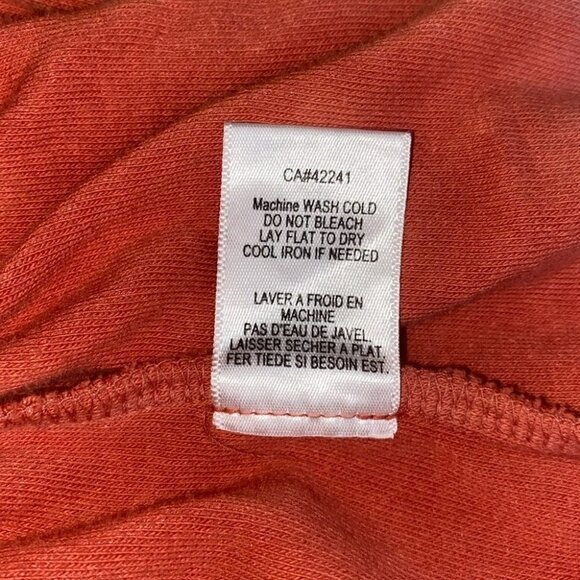 CA#42241
Machine WASH COLD
DO NOT BLEACH
LAY FLAT TO DRY
COOL IRON IF NEEDED
LAVER A FROID EN
MACHINE
PAS D'EAU DE JAVEL.
LAISSER SECHER A PLAT.
FER TIEDE SI BESOIN EST.